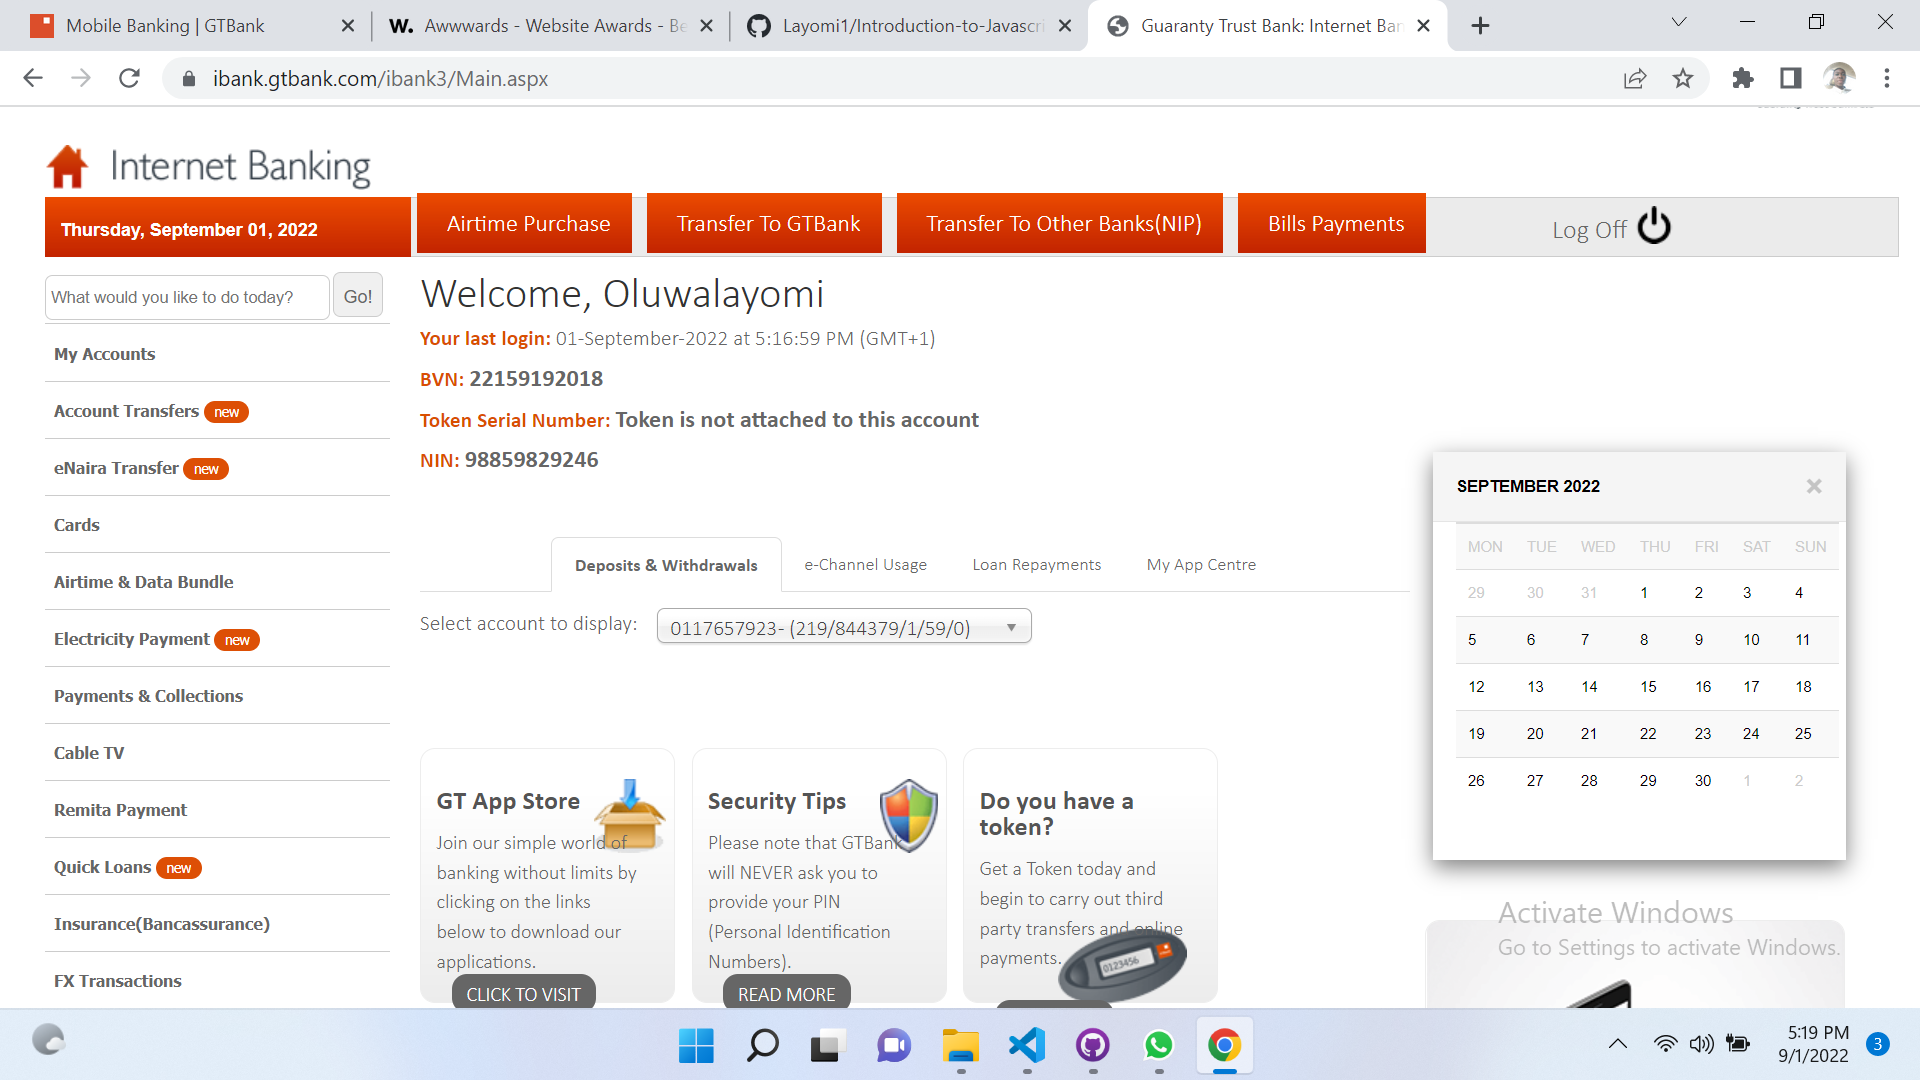 Mobile Banking | GTBank
W. Awwwards - Website Awards - Be
Layomi1/Introduction-to-Javascri
Guaranty Trust Bank: Internet Ban
ibank.gtbank.com/ibank3/Main.aspx
Internet Banking
Thursday, September 01, 2022
Airtime Purchase
Transfer To GTBank
Transfer To Other Banks(NIP)
Bills Payments
Log Off
What would you like to do today?
Go!
My Accounts
Account Transfers new
eNaira Transfer new
Cards
Airtime & Data Bundle
Electricity Payment new
Payments & Collections
Cable TV
Remita Payment
Quick Loans new
Insurance(Bancassurance)
FX Transactions
Welcome, Oluwalayomi
Your last login: 01-September-2022 at 5:16:59 PM (GMT+1)
BVN: 22159192018
Token Serial Number: Token is not attached to this account
NIN: 98859829246
Deposits & Withdrawals
e-Channel Usage
Loan Repayments
My App Centre
Select account to display:
0117657923- (219/844379/1/59/0)
GT App Store
Join our simple world of
banking without limits by
clicking on the links
below to download our
applications.
CLICK TO VISIT
Security Tips
Please note that GTBank
will NEVER ask you to
provide your PIN
(Personal Identification
Numbers).
READ MORE
Do you have a
token?
Get a Token today and
begin to carry out third
party transfers and online
payments.
0123456
SEPTEMBER 2022
MON TUE WED THU FRI SAT SUN
29 30 31 1 2 3 4
5 6 7 8 9 10 11
12 13 14 15 16 17 18
19 20 21 22 23 24 25
26 27 28 29 30 1 2
Activate Windows
Go to Settings to activate Windows.
5:19 PM
9/1/2022
3